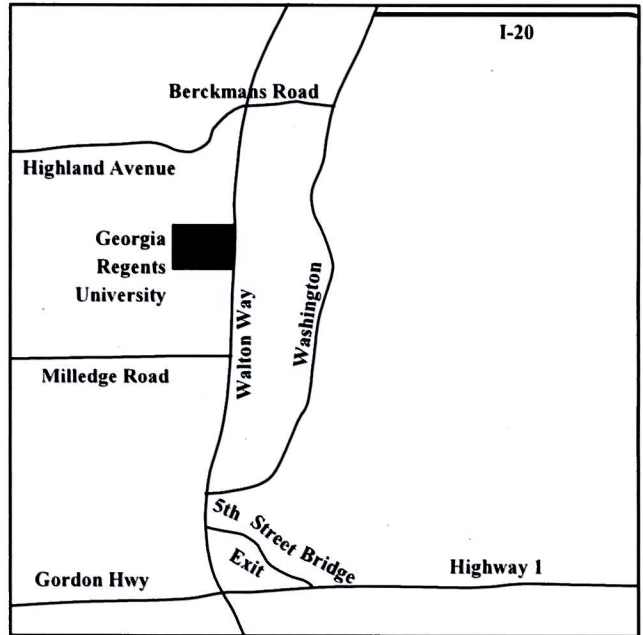 I-20
Berckmans Road
Highland Avenue
Georgia
Regents
University
Walton Way
Washington
Milledge Road
5th Street Bridge
Exit
Highway 1
Gordon Hwy